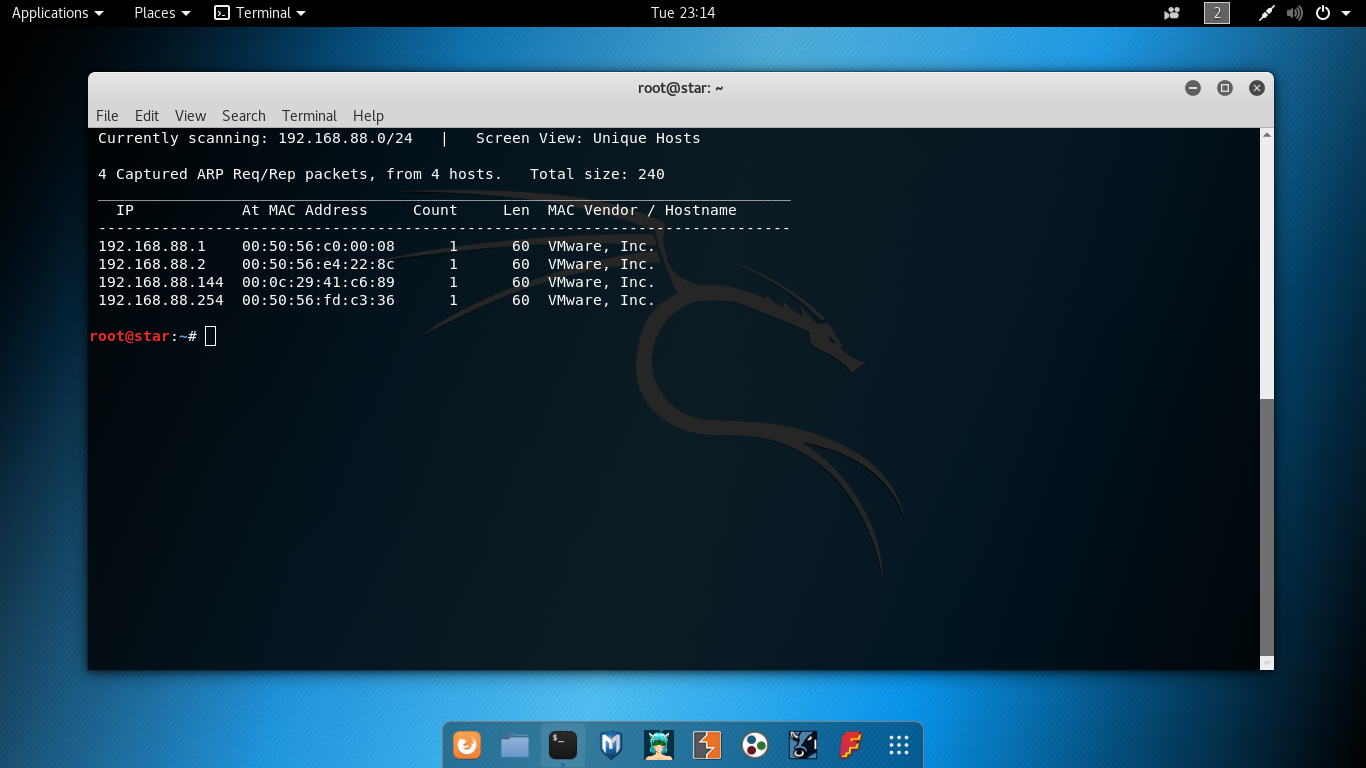 Applications Places Terminal Tue 23:14 2
root@star: ~
File Edit View Search Terminal Help
Currently scanning: 192.168.88.0/24 | Screen View: Unique Hosts
4 Captured ARP Req/Rep packets, from 4 hosts. Total size: 240
_____________________________________________________________________________
IP At MAC Address Count Len MAC Vendor / Hostname
-----------------------------------------------------------------------------
192.168.88.1 00:50:56:c0:00:08 1 60 VMware, Inc.
192.168.88.2 00:50:56:e4:22:8c 1 60 VMware, Inc.
192.168.88.144 00:0c:29:41:c6:89 1 60 VMware, Inc.
192.168.88.254 00:50:56:fd:c3:36 1 60 VMware, Inc.
root@star:~#